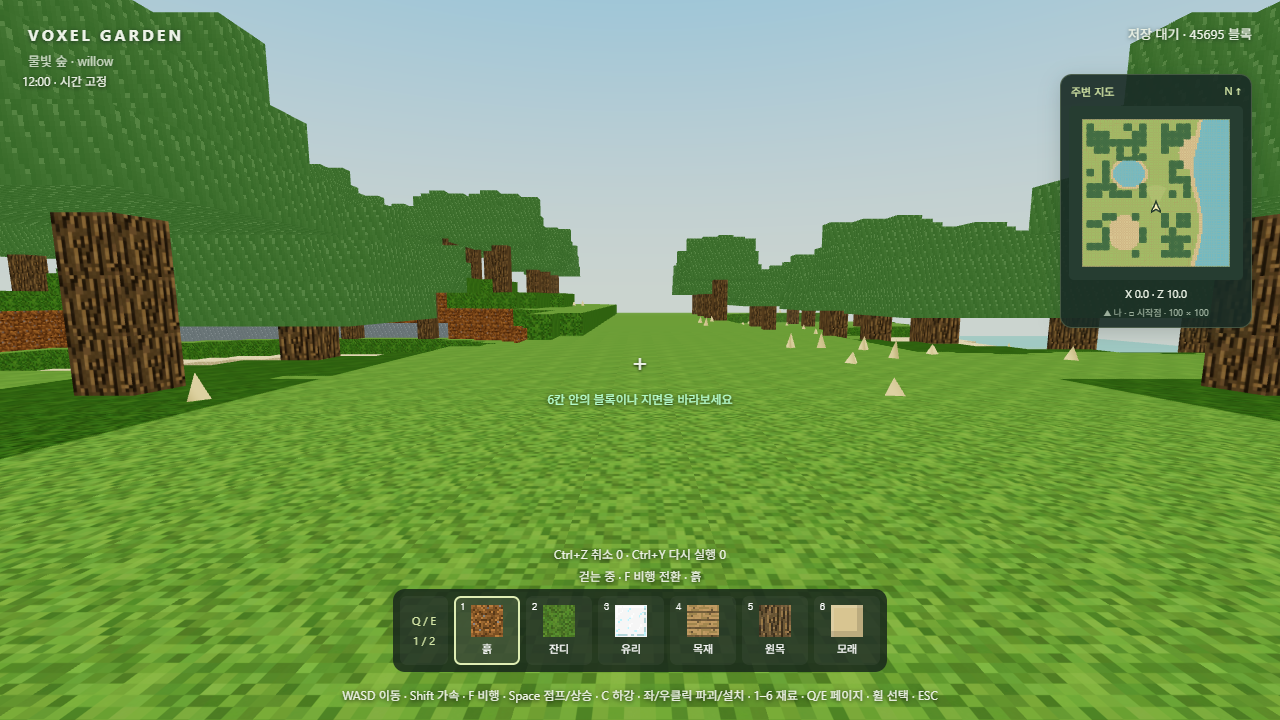 VOXEL GARDEN
물빛 숲 · willow
12:00 · 시간 고정
저장 대기 · 45695 블록
주변 지도
N ↑
X 0.0 · Z 10.0
▲ 나 · □ 시작점 · 100 × 100
6칸 안의 블록이나 지면을 바라보세요
Ctrl+Z 취소 0 · Ctrl+Y 다시 실행 0
걷는 중 · F 비행 전환 · 흙
Q / E
1 / 2
1 흙
2 잔디
3 유리
4 목재
5 원목
6 모래
WASD 이동 · Shift 가속 · F 비행 · Space 점프/상승 · C 하강 · 좌/우클릭 파괴/설치 · 1–6 재료 · Q/E 페이지 · 휠 선택 · ESC